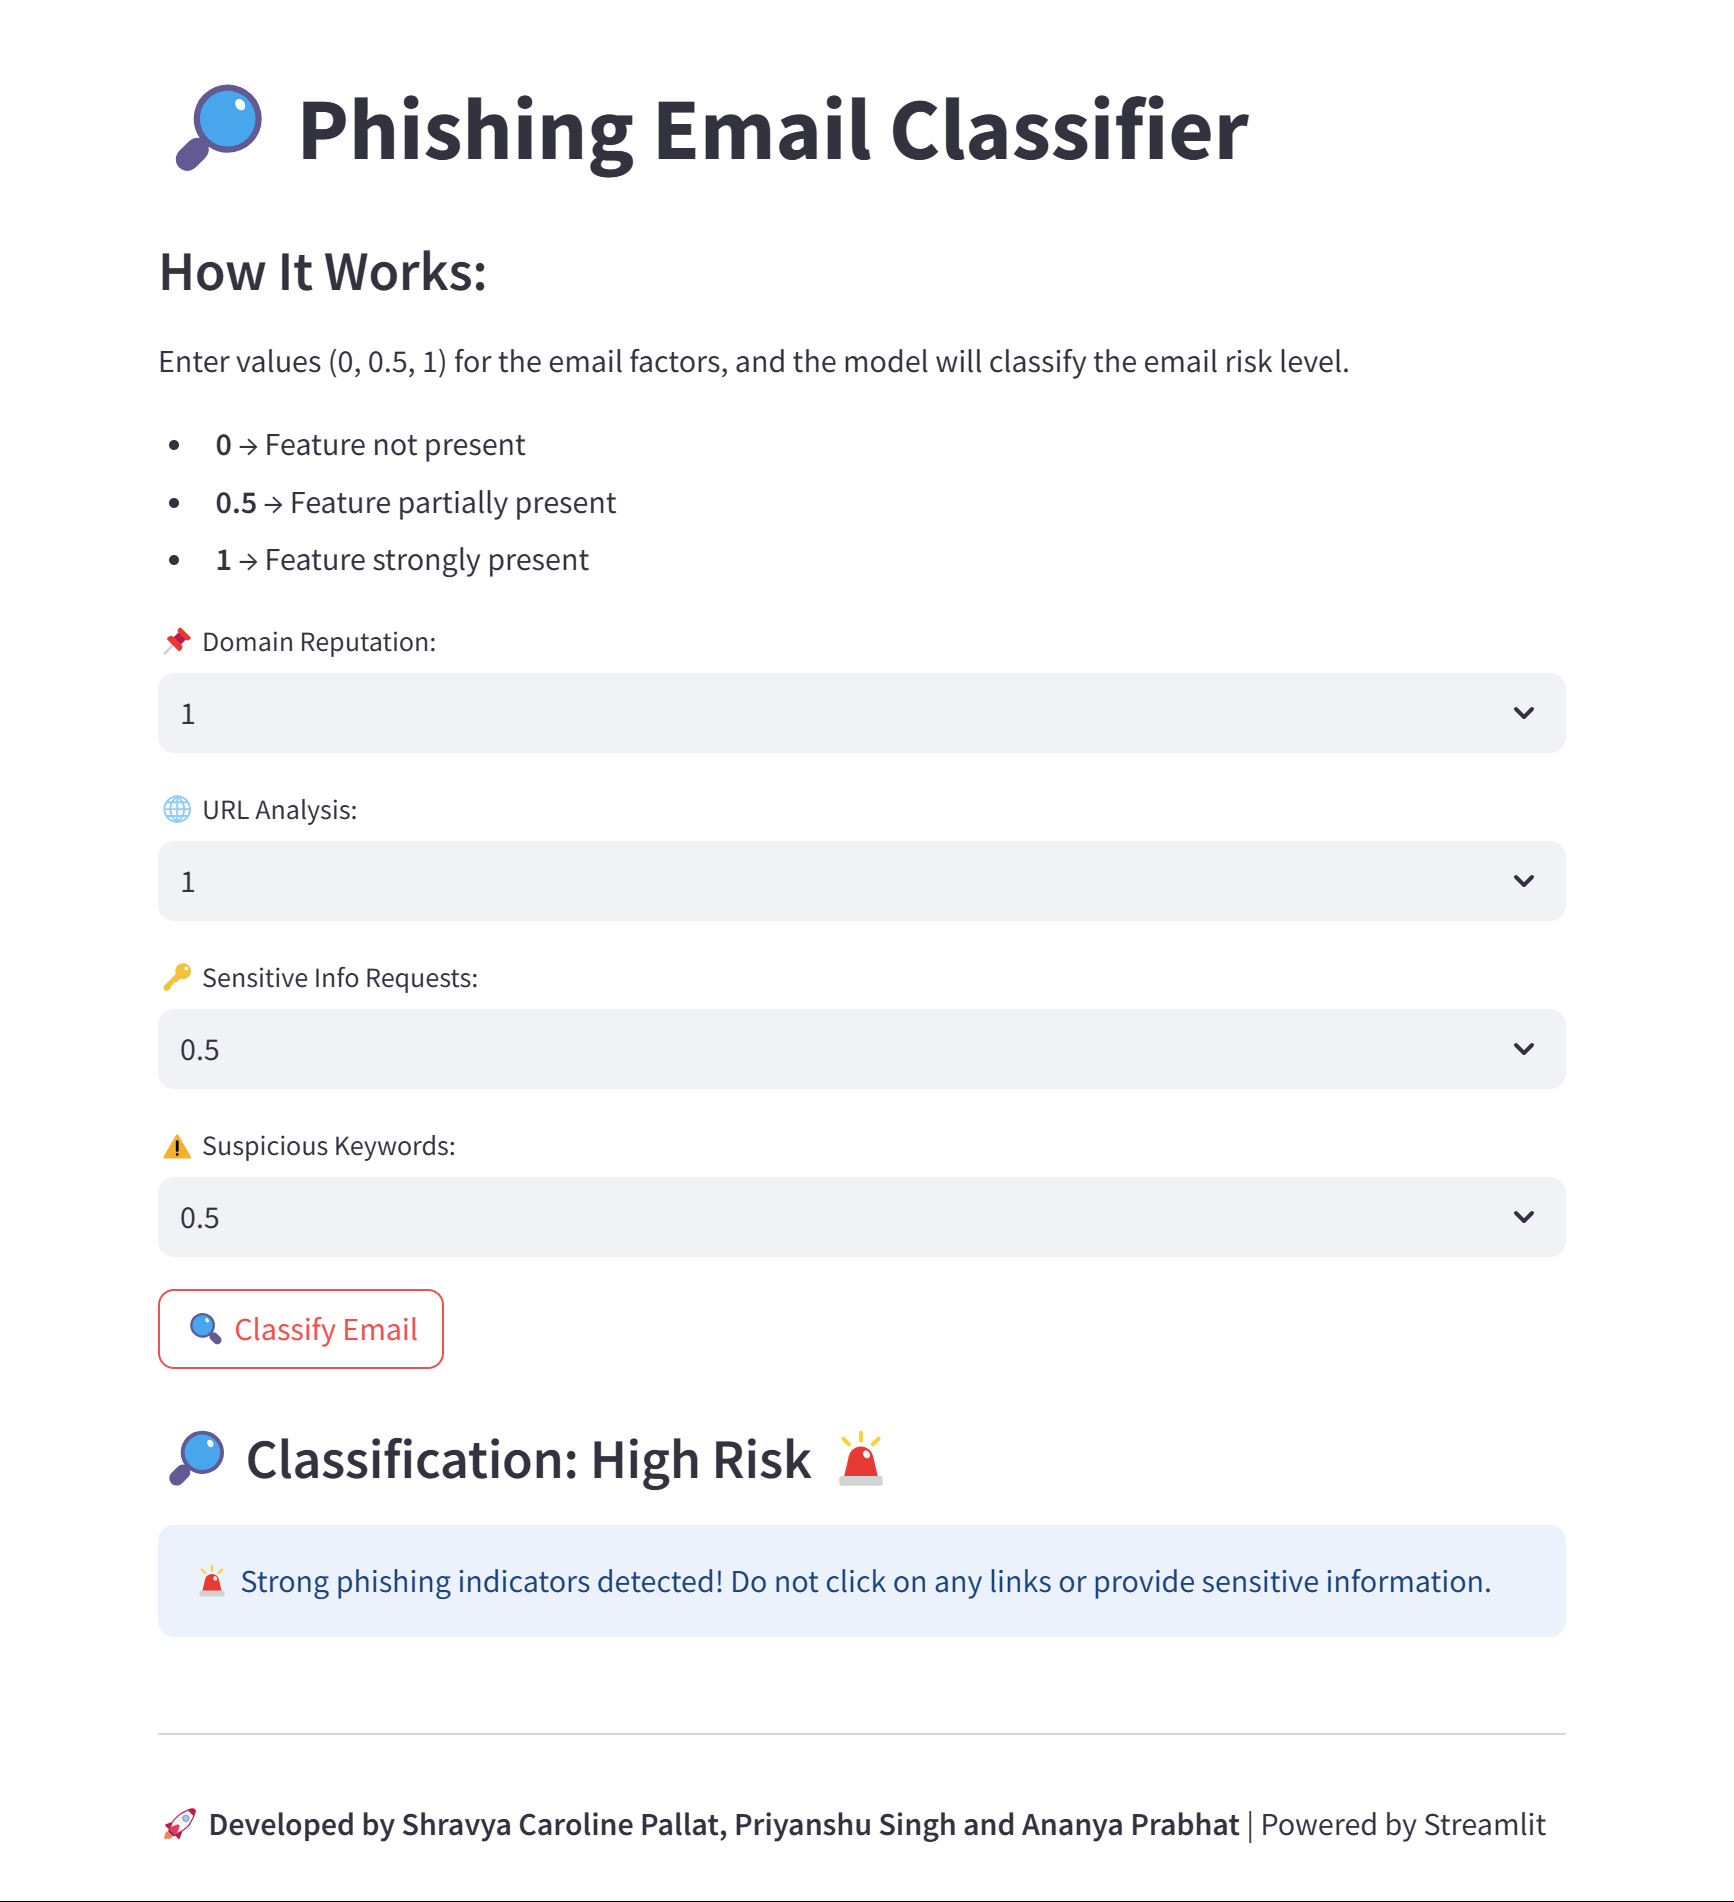 Phishing Email Classifier
How It Works:
Enter values (0, 0.5, 1) for the email factors, and the model will classify the email risk level.
0 → Feature not present
0.5 → Feature partially present
1 → Feature strongly present
Domain Reputation:
1
URL Analysis:
1
Sensitive Info Requests:
0.5
Suspicious Keywords:
0.5
Classify Email
Classification: High Risk
Strong phishing indicators detected! Do not click on any links or provide sensitive information.
Developed by Shravya Caroline Pallat, Priyanshu Singh and Ananya Prabhat | Powered by Streamlit